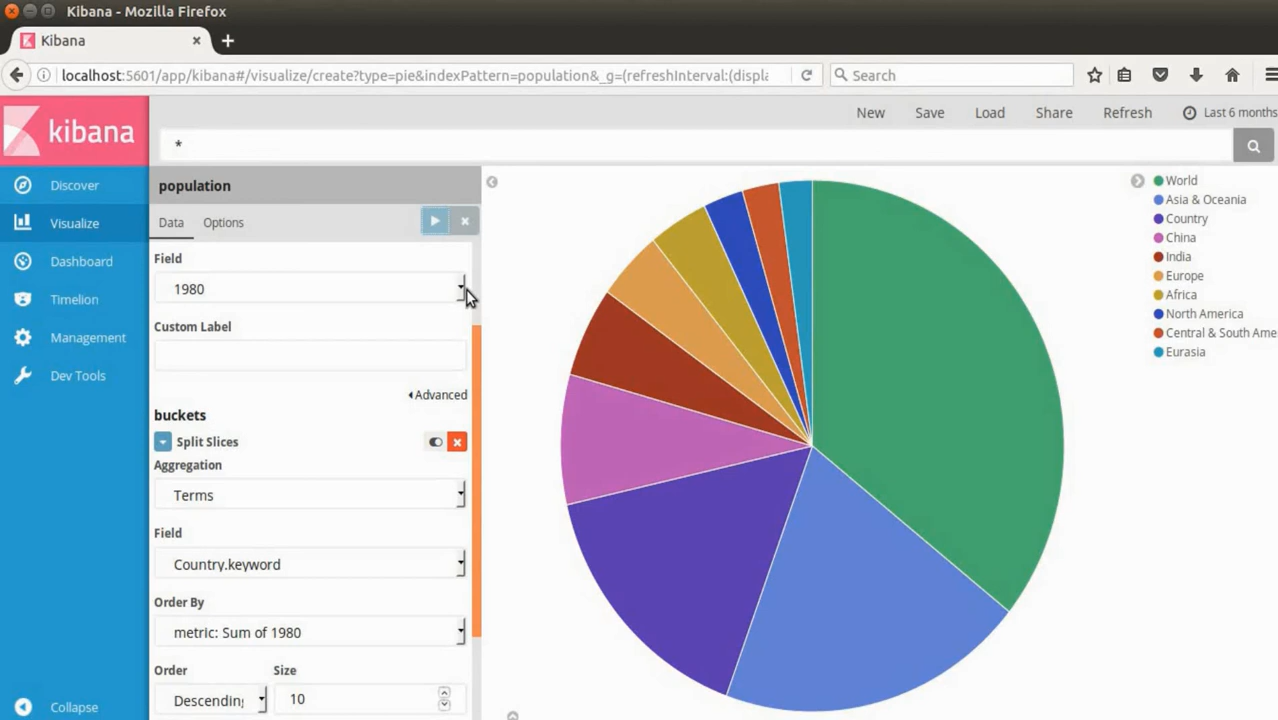 Kibana - Mozilla Firefox
Kibana
localhost:5601/app/kibana#/visualize/create?type=pie&indexPattern=population&_g=(refreshInterval:(displa
Search
kibana
New Save Load Share Refresh Last 6 months
*
Discover
Visualize
Dashboard
Timelion
Management
Dev Tools
Collapse
population
Data Options
Field
1980
Custom Label
Advanced
buckets
Split Slices
Aggregation
Terms
Field
Country.keyword
Order By
metric: Sum of 1980
Order Size
Descending 10
World
Asia & Oceania
Country
China
India
Europe
Africa
North America
Central & South Ame
Eurasia